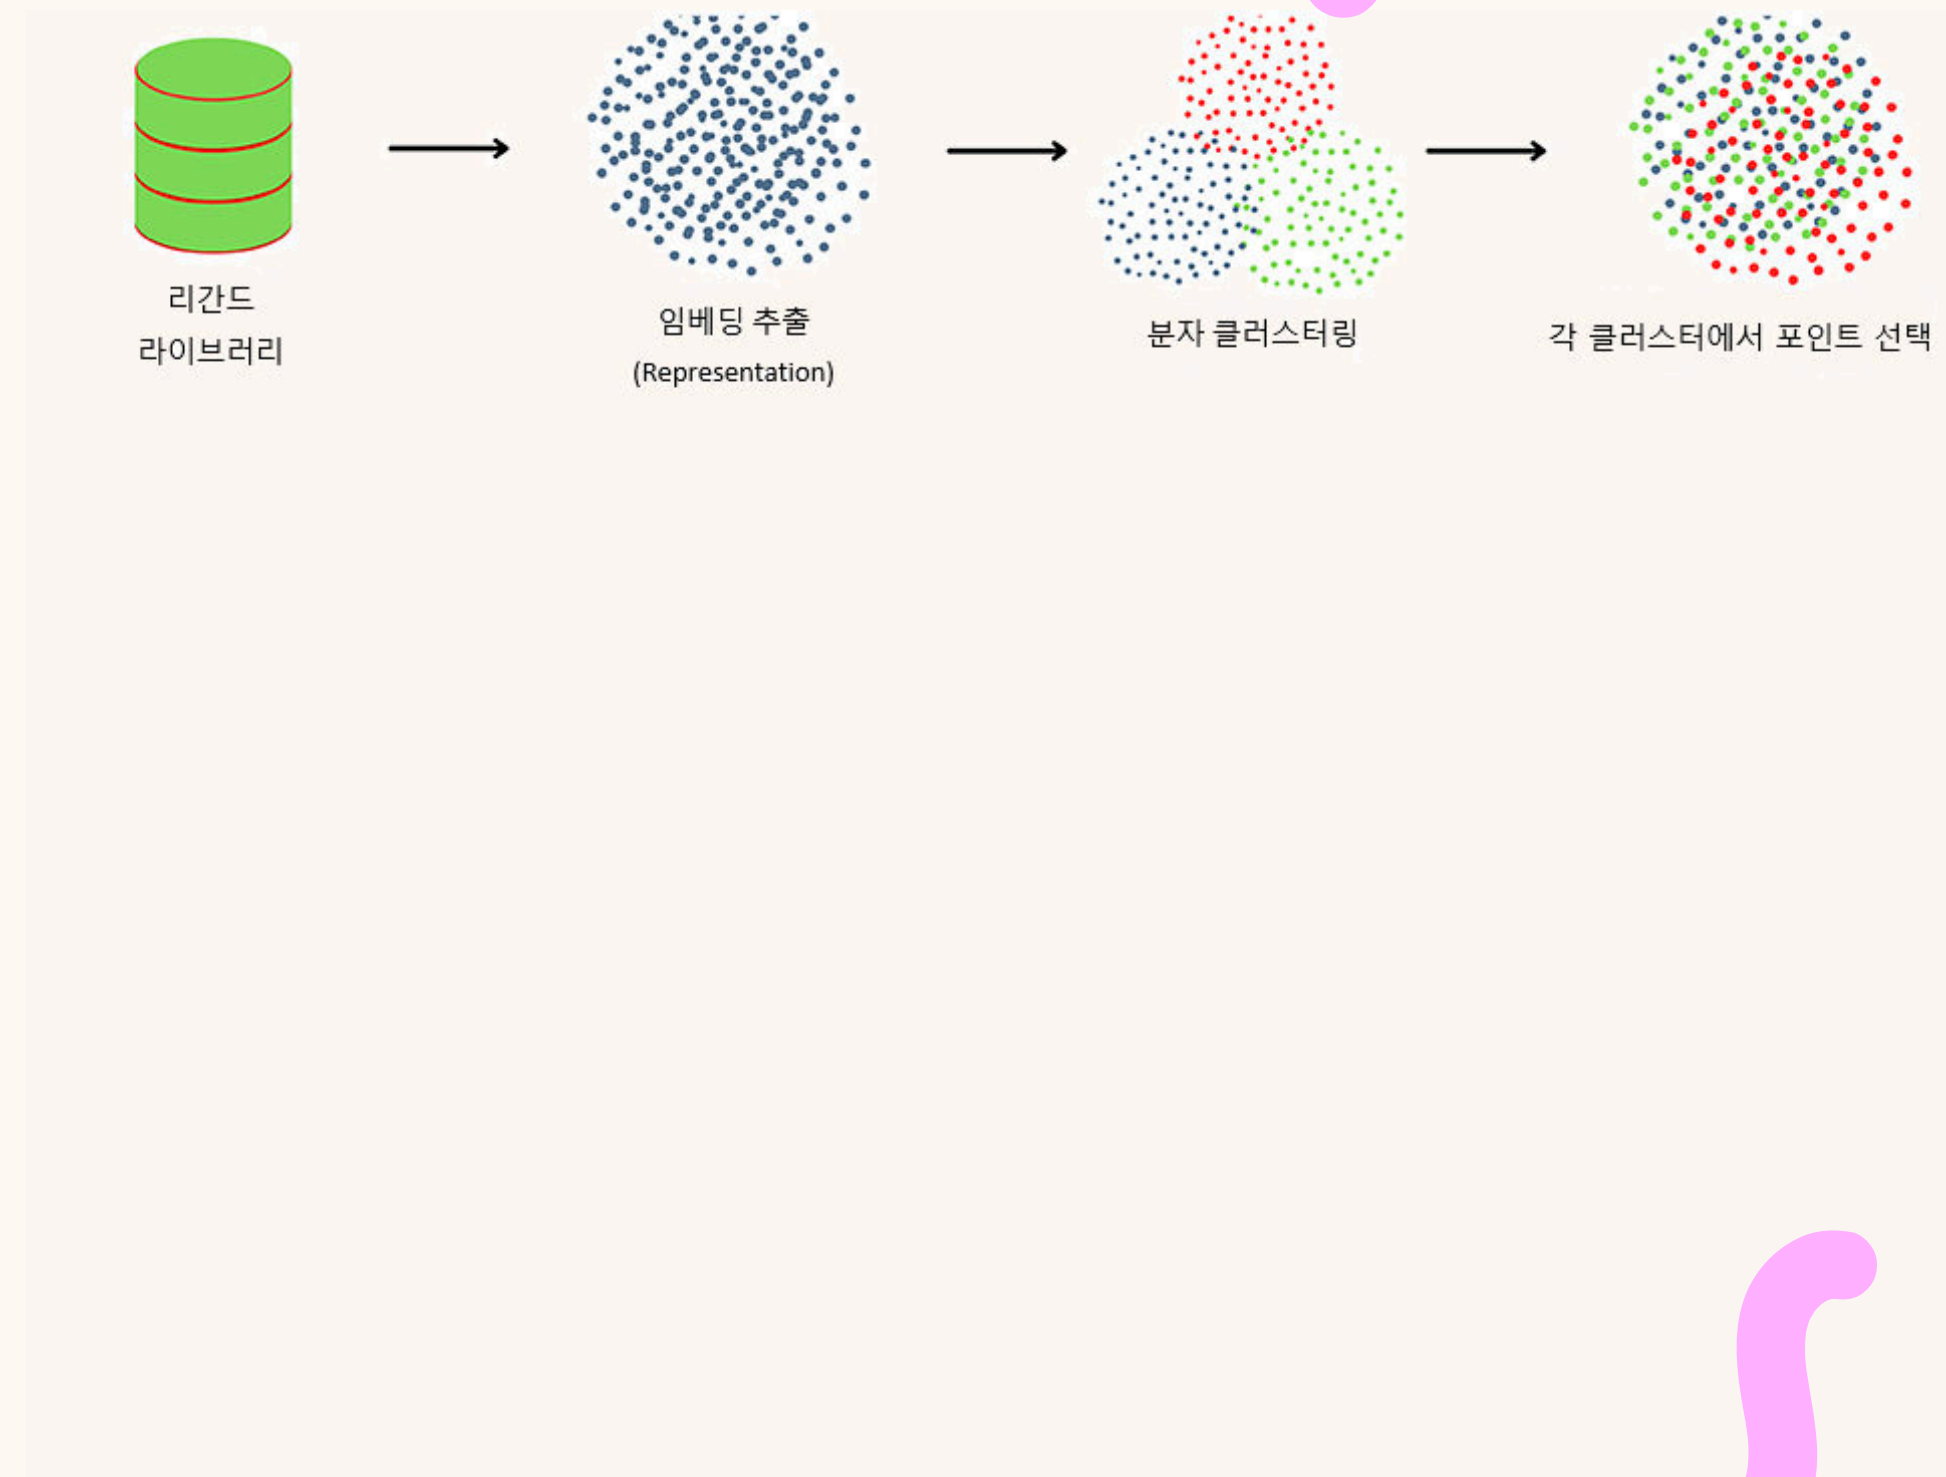 리간드
라이브러리
임베딩 추출
(Representation)
분자 클러스터링
각 클러스터에서 포인트 선택